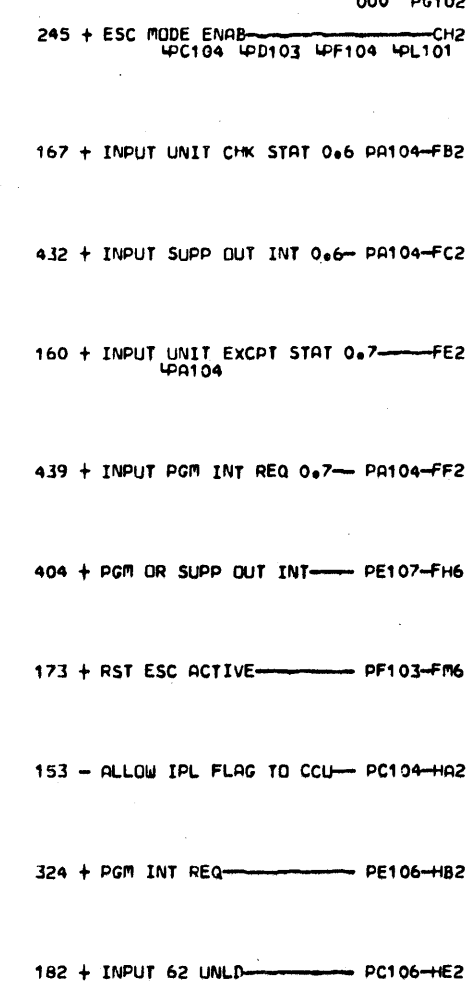 PG102
245 + ESC MODE ENAB CH2
PC104 PD103 PF104 PL101
167 + INPUT UNIT CHK STAT 0.6 PA104-FB2
432 + INPUT SUPP OUT INT 0.6- PA104-FC2
160 + INPUT UNIT EXCPT STAT 0.7-FE2
PA104
439 + INPUT PGM INT REQ 0.7- PA104-FF2
404 + PGM OR SUPP OUT INT- PE107-FH6
173 + RST ESC ACTIVE- PF103-FM6
153 - ALLOW IPL FLAG TO CCU- PC104-HA2
324 + PGM INT REQ- PE106-HB2
182 + INPUT 62 UNLD- PC106-HE2